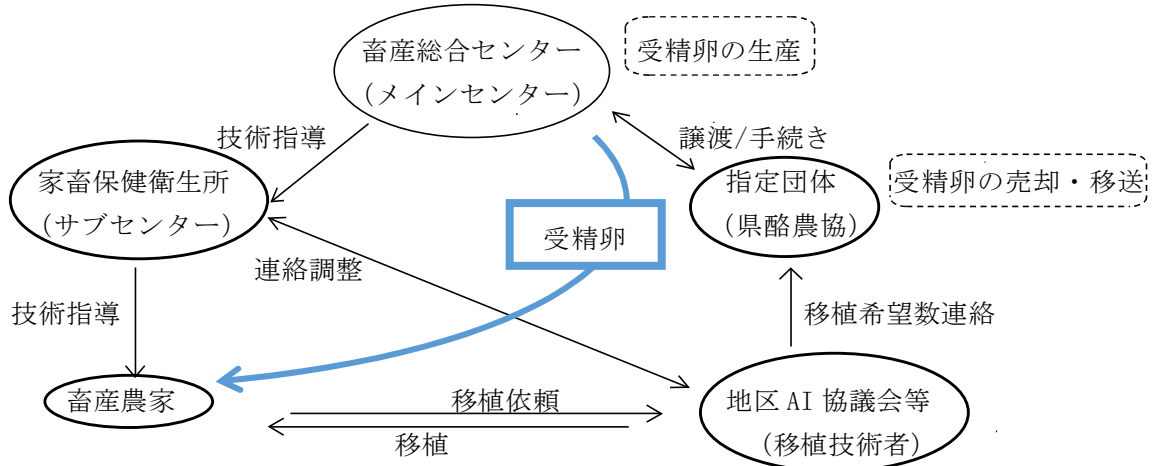 畜産総合センター
（メインセンター）
受精卵の生産
技術指導
譲渡/手続き
家畜保健衛生所
（サブセンター）
指定団体
（県酪農協）
受精卵の売却・移送
受精卵
連絡調整
技術指導
移植希望数連絡
畜産農家
移植依頼
移植
地区 AI 協議会等
（移植技術者）